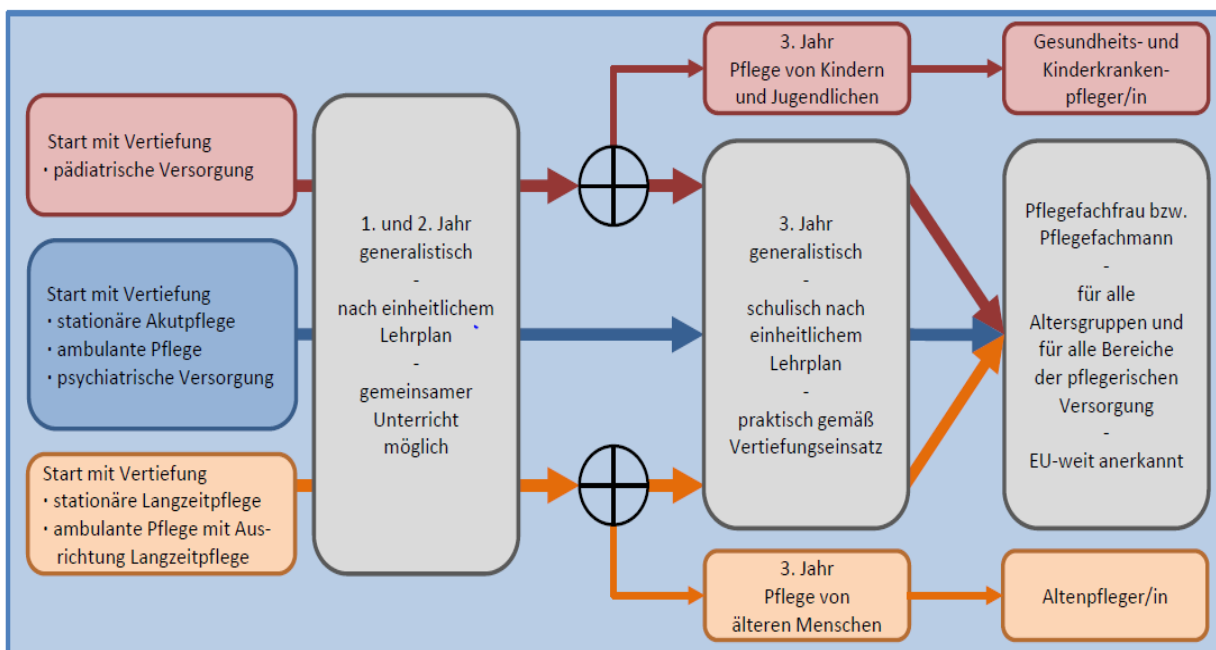 Start mit Vertiefung
· pädiatrische Versorgung
Start mit Vertiefung
· stationäre Akutpflege
· ambulante Pflege
· psychiatrische Versorgung
Start mit Vertiefung
· stationäre Langzeitpflege
· ambulante Pflege mit Aus-
richtung Langzeitpflege
1. und 2. Jahr
generalistisch
-
nach einheitlichem
Lehrplan
-
gemeinsamer
Unterricht
möglich
3. Jahr
Pflege von Kindern
und Jugendlichen
3. Jahr
generalistisch
-
schulisch nach
einheitlichem
Lehrplan
-
praktisch gemäß
Vertiefungseinsatz
3. Jahr
Pflege von
älteren Menschen
Gesundheits- und
Kinderkranken-
pfleger/in
Pflegefachfrau bzw.
Pflegefachmann
-
für alle
Altersgruppen und
für alle Bereiche
der pflegerischen
Versorgung
-
EU-weit anerkannt
Altenpfleger/in